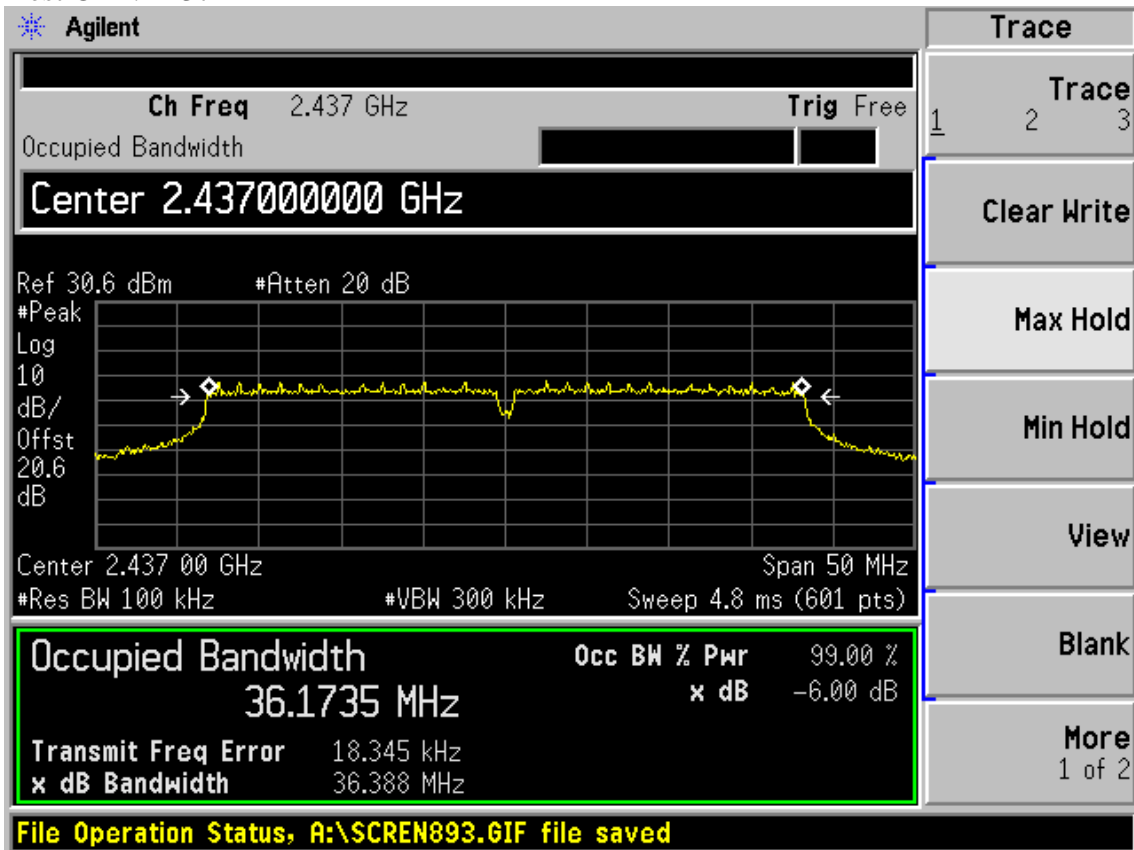 Agilent
Trace
Ch Freq 2.437 GHz Trig Free
Occupied Bandwidth
Center 2.437000000 GHz
Ref 30.6 dBm #Atten 20 dB
#Peak
Log
10
dB/
Offst
20.6
dB
Center 2.437 00 GHz Span 50 MHz
#Res BW 100 kHz #VBW 300 kHz Sweep 4.8 ms (601 pts)
Occupied Bandwidth Occ BW % Pwr 99.00 %
36.1735 MHz x dB -6.00 dB
Transmit Freq Error 18.345 kHz
x dB Bandwidth 36.388 MHz
File Operation Status, A:\SCREN893.GIF file saved
Trace
1 2 3
Clear Write
Max Hold
Min Hold
View
Blank
More
1 of 2